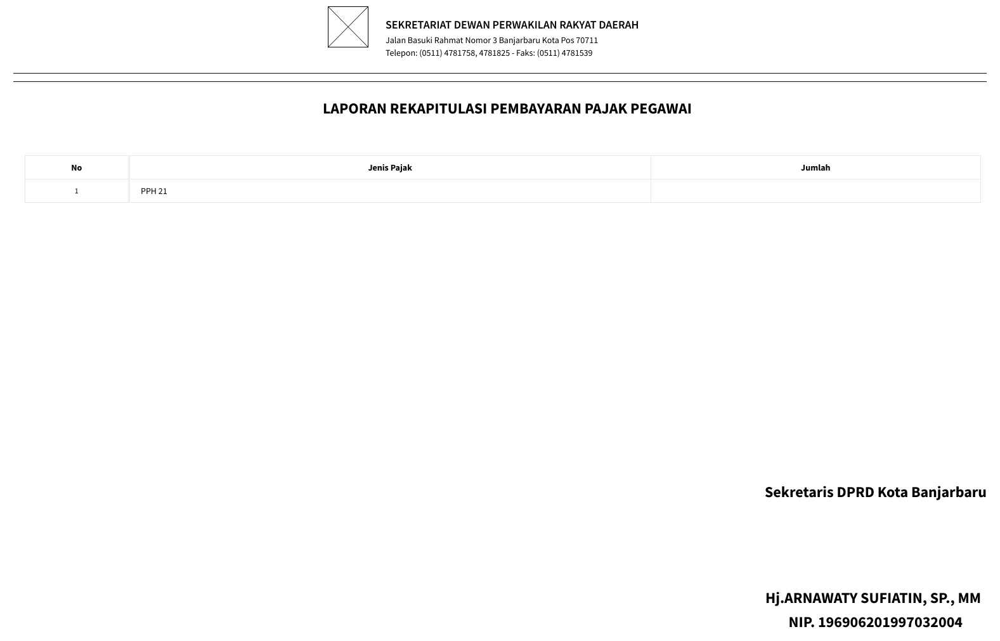 SEKRETARIAT DEWAN PERWAKILAN RAKYAT DAERAH
Jalan Basuki Rahmat Nomor 3 Banjarbaru Kota Pos 70711
Telepon: (0511) 4781758, 4781825 - Faks: (0511) 4781539
LAPORAN REKAPITULASI PEMBAYARAN PAJAK PEGAWAI
No Jenis Pajak Jumlah
1 PPH 21
Sekretaris DPRD Kota Banjarbaru
Hj.ARNAWATY SUFIATIN, SP., MM
NIP. 196906201997032004